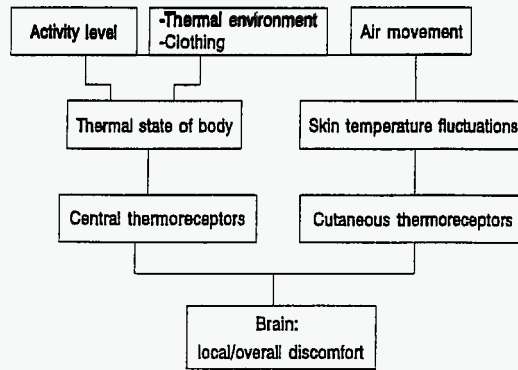 Activity level
-Thermal environment
-Clothing
Air movement
Thermal state of body
Skin temperature fluctuations
Central thermoreceptors
Cutaneous thermoreceptors
Brain:
local/overall discomfort